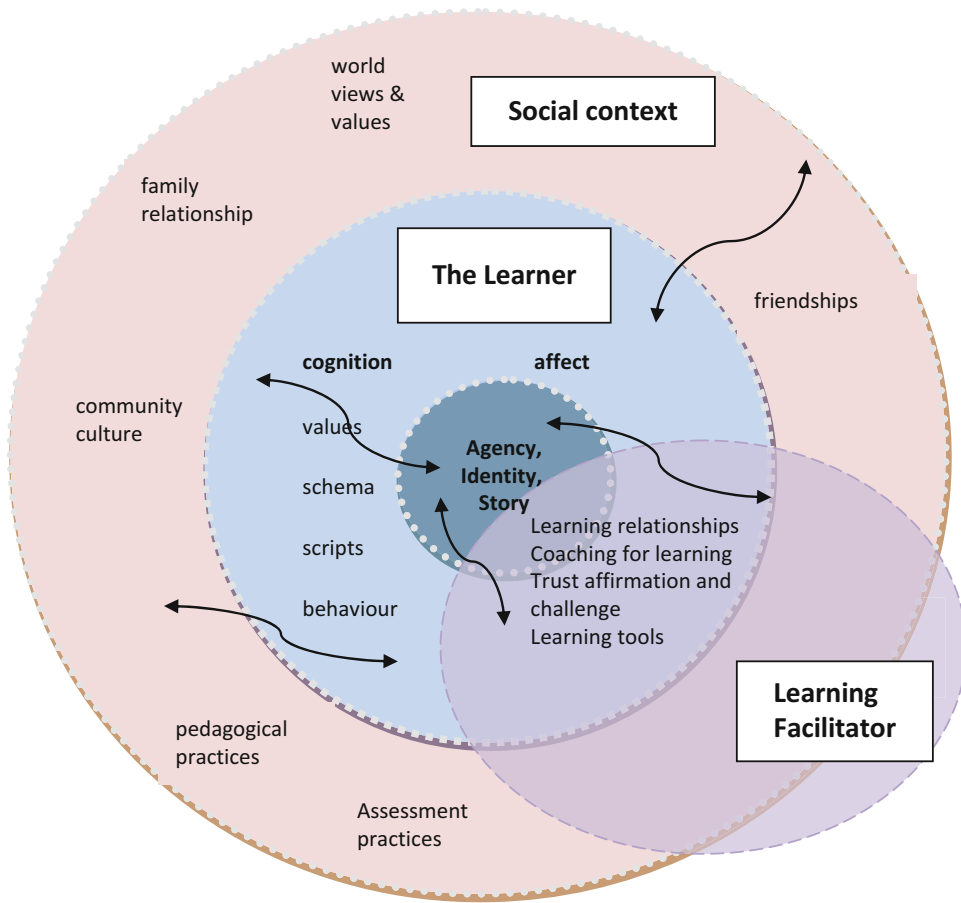 world
views &
values
Social context
family
relationship
The Learner
friendships
cognition
affect
community
culture
values
schema
scripts
behaviour
Agency,
Identity,
Story
Learning relationships
Coaching for learning
Trust affirmation and
challenge
Learning tools
Learning
Facilitator
pedagogical
practices
Assessment
practices